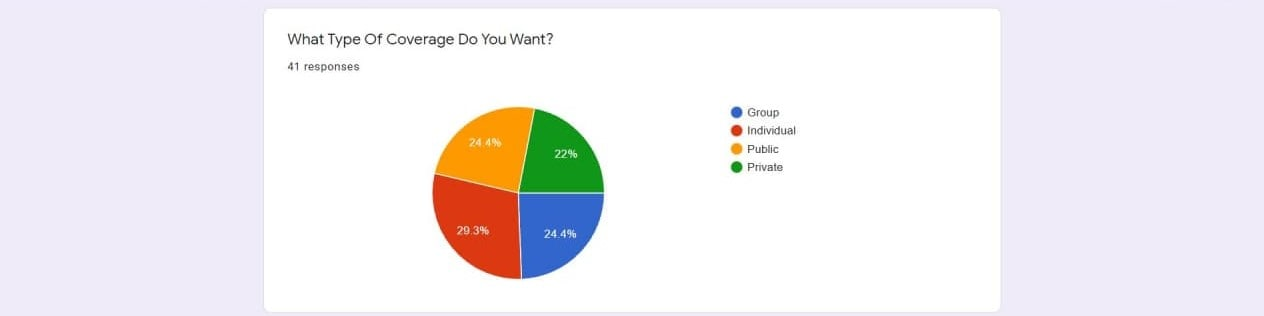 What Type Of Coverage Do You Want?
41 responses
24.4%
22%
29.3%
24.4%
Group
Individual
Public
Private